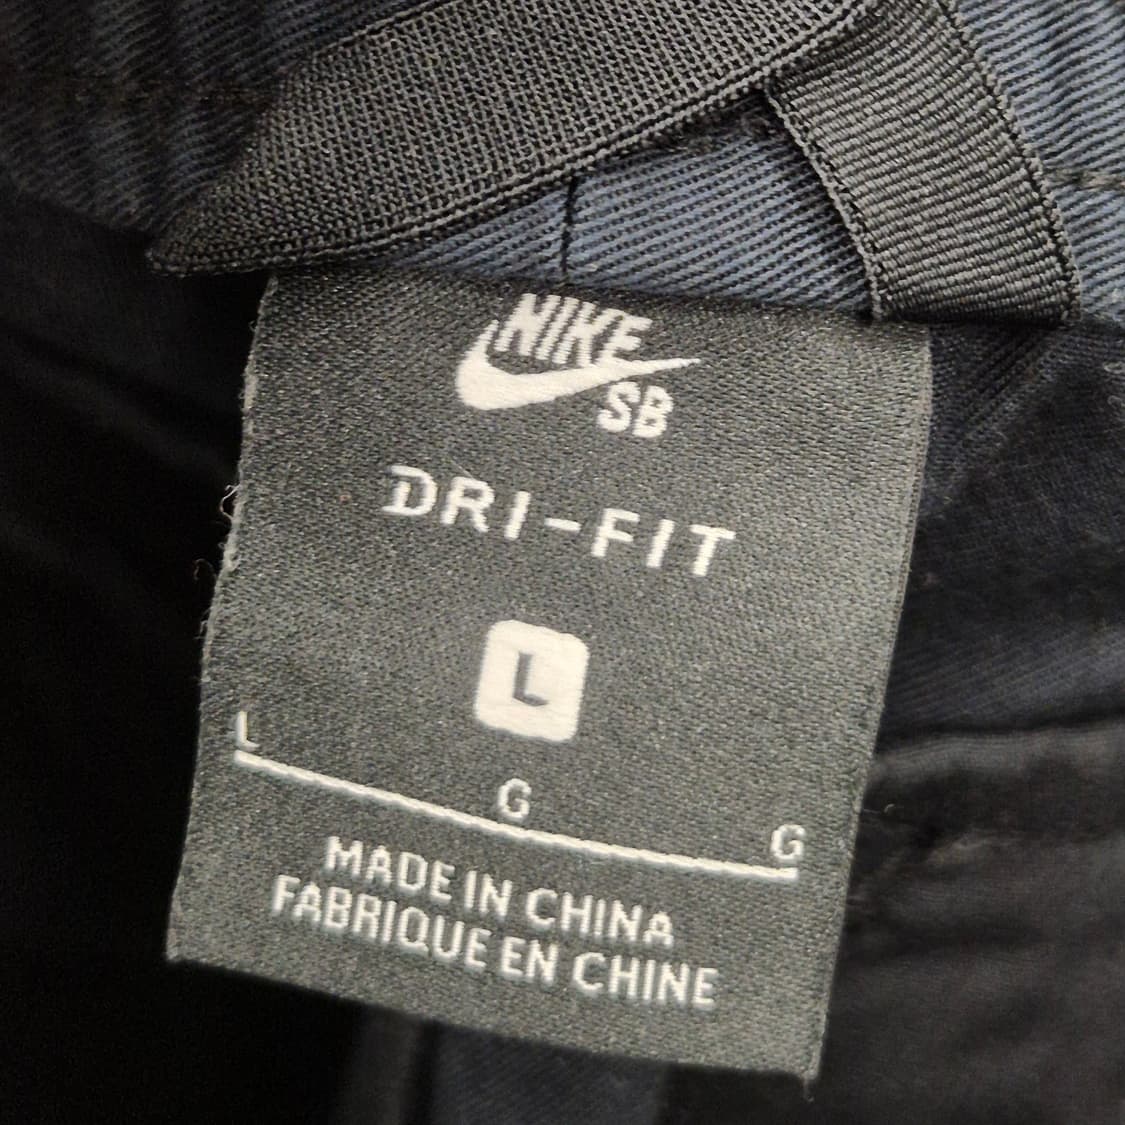 NIKE
SB
DRI-FIT
L
L G G
MADE IN CHINA
FABRIQUE EN CHINE